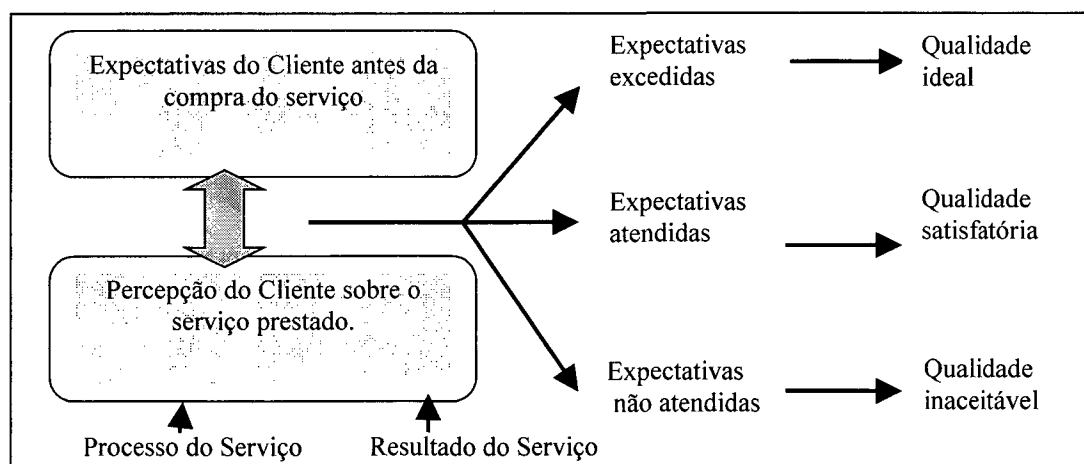 Expectativas do Cliente antes da
compra do serviço
Percepção do Cliente sobre o
serviço prestado.
Processo do Serviço
Resultado do Serviço
Expectativas
excedidas
Qualidade
ideal
Expectativas
atendidas
Qualidade
satisfatória
Expectativas
não atendidas
Qualidade
inaceitável